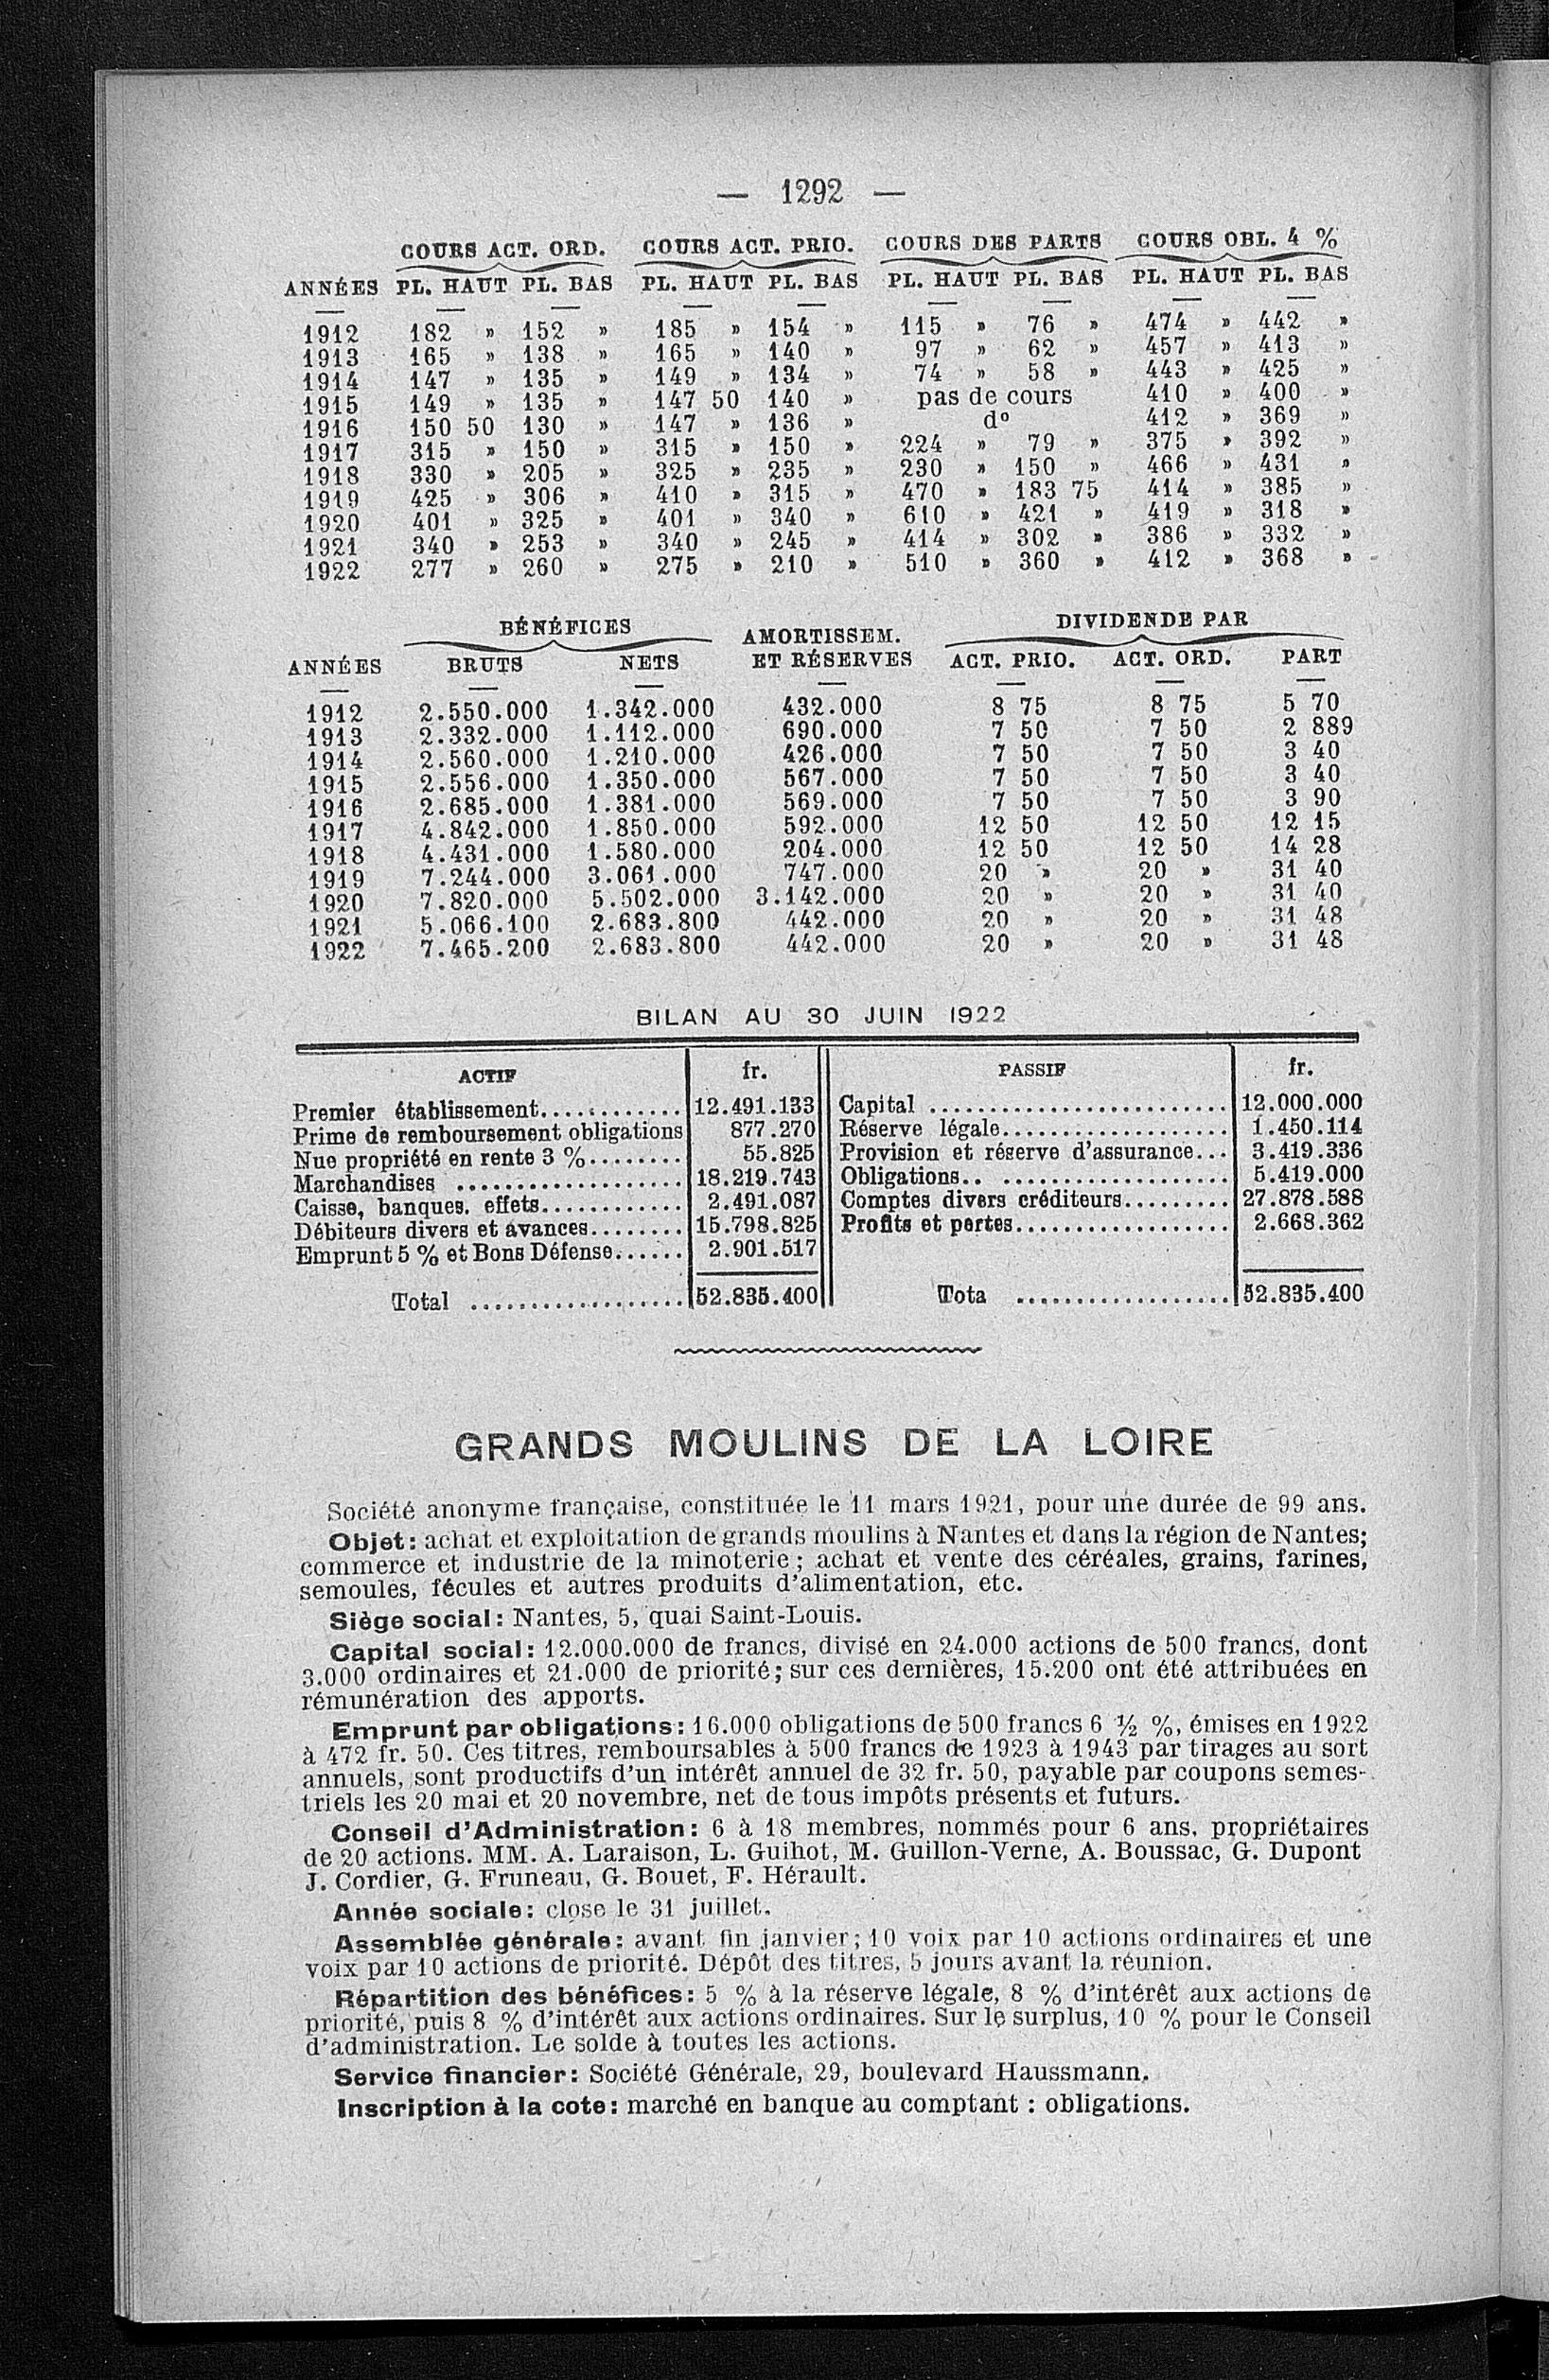 — 1292 —
COURS ACT. ORD. COURS ACT. PRIO. COURS DES PARTS COURS OBL. 4 %
ANNÉES PL. HAUT PL. BAS PL. HAUT PL. BAS PL. HAUT PL. BAS PL. HAUT PL. BAS
1912 182 » 152 » 185 » 154 » 115 » 76 » 474 » 442 »
1913 165 » 138 » 165 » 140 » 97 » 62 » 457 » 413 »
1914 147 » 135 » 149 » 134 » 74 » 58 » 443 » 425 »
1915 149 » 135 » 147 50 140 » pas de cours 410 » 400 »
1916 150 50 130 » 147 » 136 » dº 412 » 369 »
1917 315 » 150 » 315 » 150 » 224 » 79 » 375 » 392 »
1918 330 » 205 » 325 » 235 » 230 » 150 » 466 » 431 »
1919 425 » 306 » 410 » 315 » 470 » 183 75 414 » 385 »
1920 401 » 325 » 401 » 340 » 610 » 421 » 419 » 318 »
1921 340 » 253 » 340 » 245 » 414 » 302 » 386 » 332 »
1922 277 » 260 » 275 » 210 » 510 » 360 » 412 » 368 »
BÉNÉFICES AMORTISSEM. DIVIDENDE PAR
ANNÉES BRUTS NETS ET RÉSERVES ACT. PRIO. ACT. ORD. PART
1912 2.550.000 1.342.000 432.000 8 75 8 75 5 70
1913 2.332.000 1.112.000 690.000 7 50 7 50 2 889
1914 2.560.000 1.210.000 426.000 7 50 7 50 3 40
1915 2.556.000 1.350.000 567.000 7 50 7 50 3 40
1916 2.685.000 1.381.000 569.000 7 50 7 50 3 90
1917 4.842.000 1.850.000 592.000 12 50 12 50 12 15
1918 4.431.000 1.580.000 204.000 12 50 12 50 14 28
1919 7.244.000 3.061.000 747.000 20 » 20 » 31 40
1920 7.820.000 5.502.000 3.142.000 20 » 20 » 31 40
1921 5.066.100 2.683.800 442.000 20 » 20 » 31 48
1922 7.465.200 2.683.800 442.000 20 » 20 » 31 48
BILAN AU 30 JUIN 1922
ACTIF fr. PASSIF fr.
Premier établissement............ 12.491.133 Capital ......................... 12.000.000
Prime de remboursement obligations 877.270 Réserve légale................... 1.450.114
Nue propriété en rente 3 %........ 55.825 Provision et réserve d'assurance... 3.419.336
Marchandises ................... 18.219.743 Obligations.. ................... 5.419.000
Caisse, banques, effets............ 2.491.087 Comptes divers créditeurs......... 27.878.588
Débiteurs divers et avances........ 15.798.825 Profits et pertes.................. 2.668.362
Emprunt 5 % et Bons Défense...... 2.901.517
Total .................. 52.835.400 Tota .................. 52.835.400
GRANDS MOULINS DE LA LOIRE
Société anonyme française, constituée le 11 mars 1921, pour une durée de 99 ans.
Objet: achat et exploitation de grands moulins à Nantes et dans la région de Nantes;
commerce et industrie de la minoterie; achat et vente des céréales, grains, farines,
semoules, fécules et autres produits d'alimentation, etc.
Siège social: Nantes, 5, quai Saint-Louis.
Capital social: 12.000.000 de francs, divisé en 24.000 actions de 500 francs, dont
3.000 ordinaires et 21.000 de priorité; sur ces dernières, 15.200 ont été attribuées en
rémunération des apports.
Emprunt par obligations: 16.000 obligations de 500 francs 6 ½ %, émises en 1922
à 472 fr. 50. Ces titres, remboursables à 500 francs de 1923 à 1943 par tirages au sort
annuels, sont productifs d'un intérêt annuel de 32 fr. 50, payable par coupons semes-
triels les 20 mai et 20 novembre, net de tous impôts présents et futurs.
Conseil d'Administration: 6 à 18 membres, nommés pour 6 ans, propriétaires
de 20 actions. MM. A. Laraison, L. Guihot, M. Guillon-Verne, A. Boussac, G. Dupont
J. Cordier, G. Fruneau, G. Bouet, F. Hérault.
Année sociale: close le 31 juillet.
Assemblée générale: avant fin janvier; 10 voix par 10 actions ordinaires et une
voix par 10 actions de priorité. Dépôt des titres, 5 jours avant la réunion.
Répartition des bénéfices: 5 % à la réserve légale, 8 % d'intérêt aux actions de
priorité, puis 8 % d'intérêt aux actions ordinaires. Sur le surplus, 10 % pour le Conseil
d'administration. Le solde à toutes les actions.
Service financier: Société Générale, 29, boulevard Haussmann.
Inscription à la cote: marché en banque au comptant : obligations.